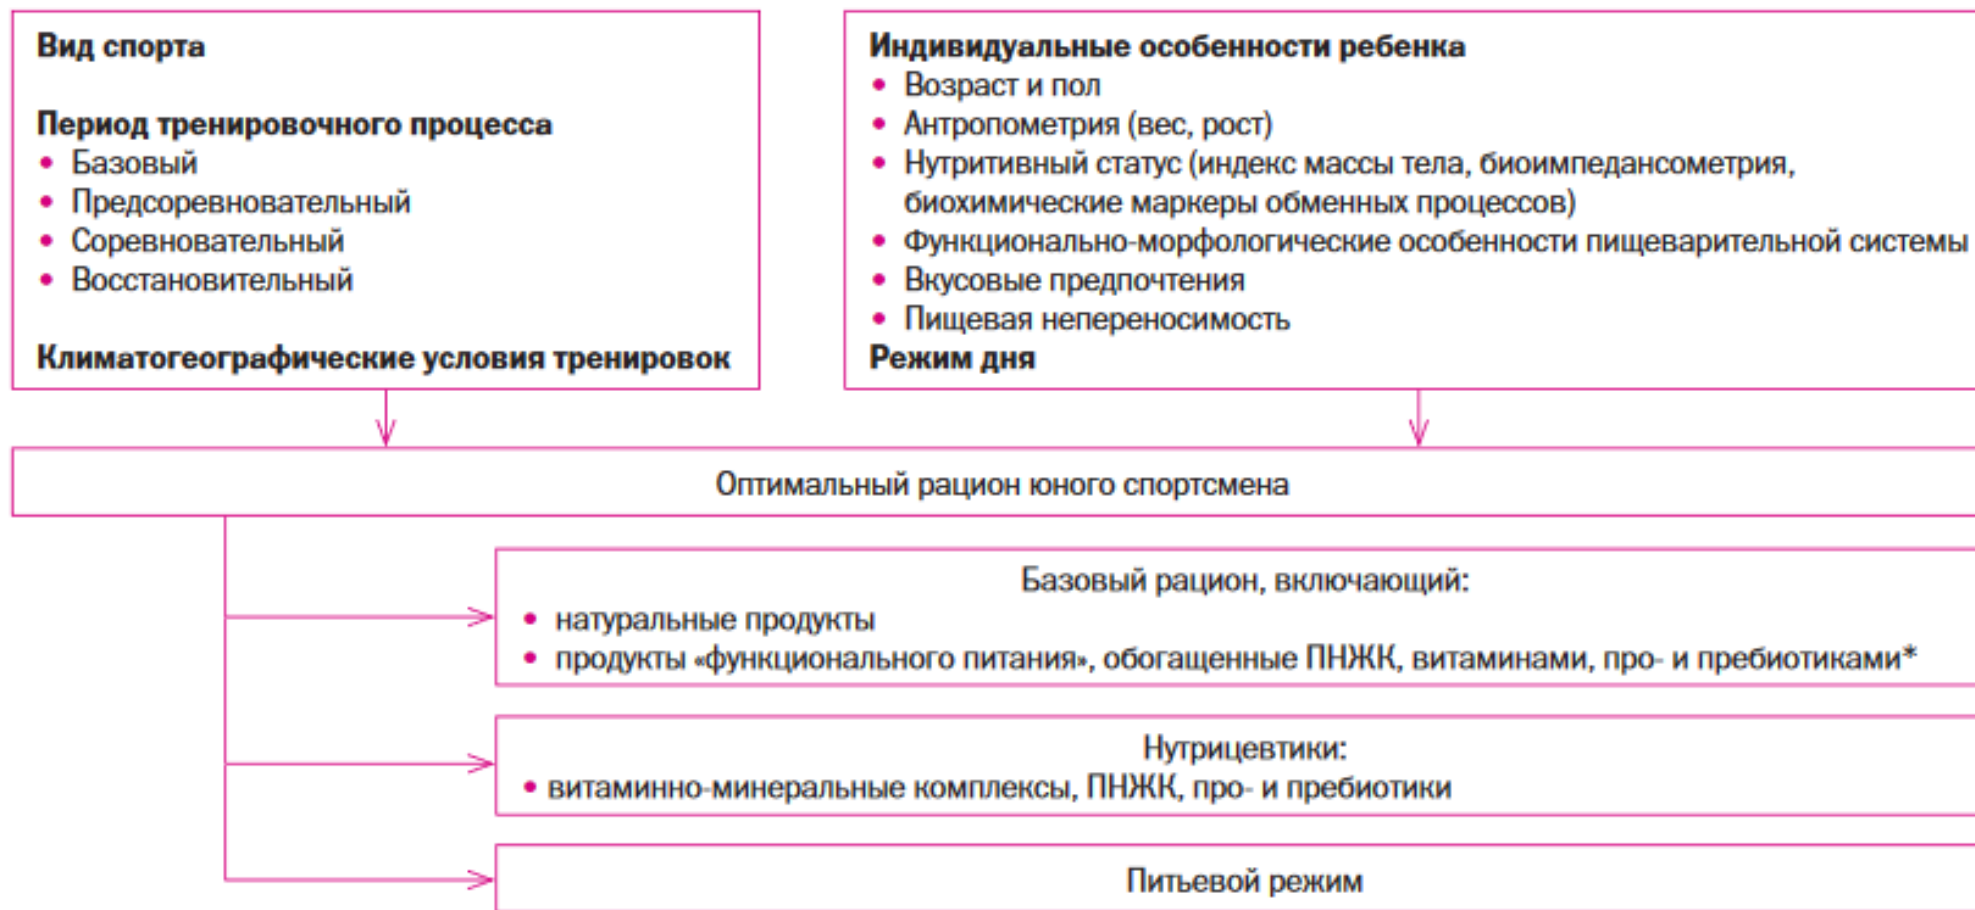 Вид спорта
Период тренировочного процесса
• Базовый
• Предсоревновательный
• Соревновательный
• Восстановительный
Климатогеографические условия тренировок
Индивидуальные особенности ребенка
• Возраст и пол
• Антропометрия (вес, рост)
• Нутритивный статус (индекс массы тела, биоимпедансометрия,
биохимические маркеры обменных процессов)
• Функционально-морфологические особенности пищеварительной системы
• Вкусовые предпочтения
• Пищевая непереносимость
Режим дня
Оптимальный рацион юного спортсмена
Базовый рацион, включающий:
• натуральные продукты
• продукты «функционального питания», обогащенные ПНЖК, витаминами, про- и пребиотиками*
Нутрицевтики:
• витаминно-минеральные комплексы, ПНЖК, про- и пребиотики
Питьевой режим